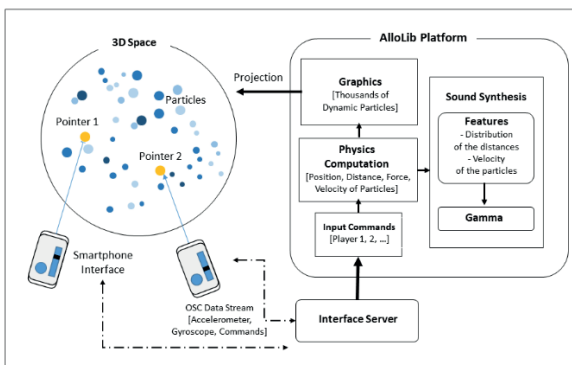 3D Space
Particles
Pointer 1
Pointer 2
Smartphone
Interface
OSC Data Stream
[Accelerometer,
Gyroscope, Commands]
Projection
AlloLib Platform
Graphics
[Thousands of
Dynamic Particles]
Physics
Computation
[Position, Distance, Force,
Velocity of Particles]
Input Commands
[Player 1, 2, ...]
Sound Synthesis
Features
- Distribution
of the distances
- Velocity
of the particles
Gamma
Interface Server